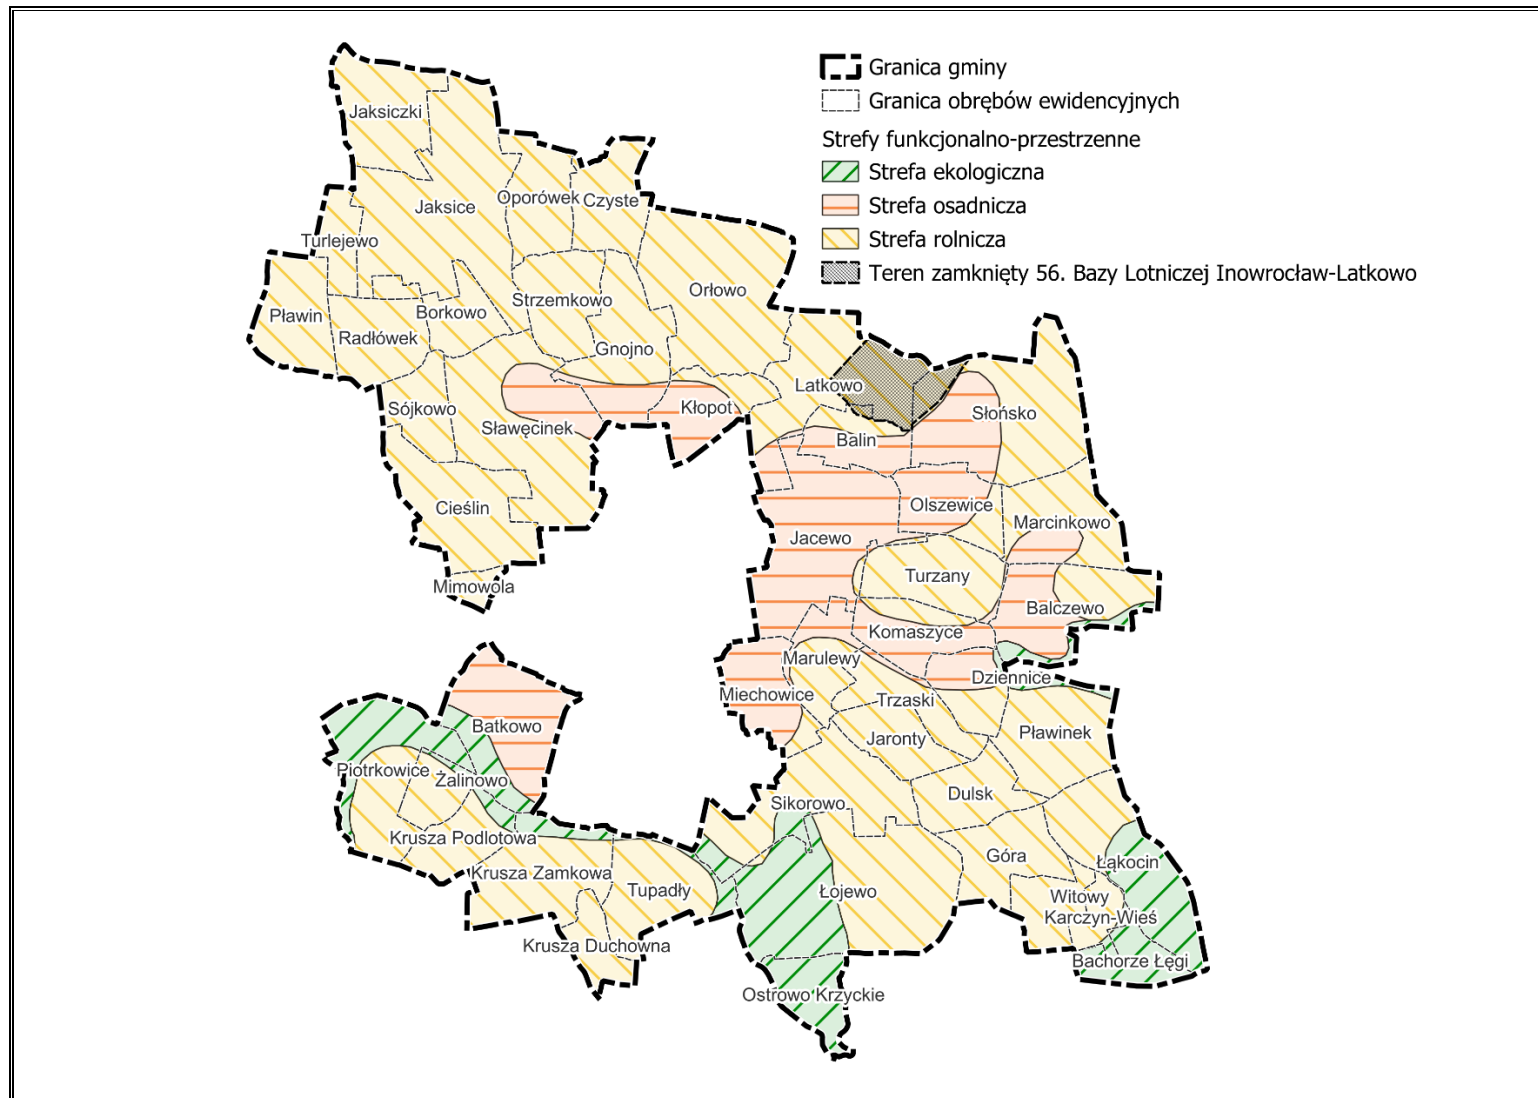 Granica gminy
Granica obrębów ewidencyjnych
Strefy funkcjonalno-przestrzenne
Strefa ekologiczna
Strefa osadnicza
Strefa rolnicza
Teren zamknięty 56. Bazy Lotniczej Inowrocław-Latkowo
Jaksiczki
Jaksice
Oporówek
Czyste
Turlejewo
Orłowo
Strzemkowo
Borkowo
Pławin
Radłówek
Gnojno
Latkowo
Kłopot
Sójkowo
Sławęcinek
Balin
Słońsko
Cieślin
Olszewice
Marcinkowo
Jacewo
Turzany
Mimowola
Balczewo
Komaszyce
Marulewy
Dziennice
Miechowice
Trzaski
Batkowo
Jaronty
Pławinek
Piotrkowice
Żalinowo
Sikorowo
Dulsk
Krusza Podlotowa
Góra
Łąkocin
Krusza Zamkowa
Tupadły
Łojewo
Witowy
Karczyn-Wieś
Krusza Duchowna
Bachorze Łęgi
Ostrowo Krzyckie